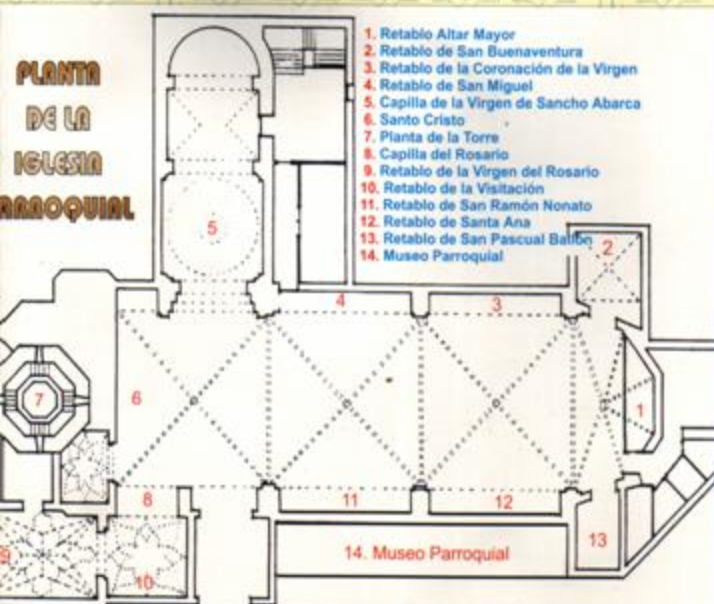 PLANTA
DE LA
IGLESIA
ARROQUIAL
1. Retablo Altar Mayor
2. Retablo de San Buenaventura
3. Retablo de la Coronación de la Virgen
4. Retablo de San Miguel
5. Capilla de la Virgen de Sancho Abarca
6. Santo Cristo
7. Planta de la Torre
8. Capilla del Rosario
9. Retablo de la Virgen del Rosario
10. Retablo de la Visitación
11. Retablo de San Ramón Nonato
12. Retablo de Santa Ana
13. Retablo de San Pascual Bailón
14. Museo Parroquial
2
5
4
3
7
6
1
8
11
12
9
10
14. Museo Parroquial
13